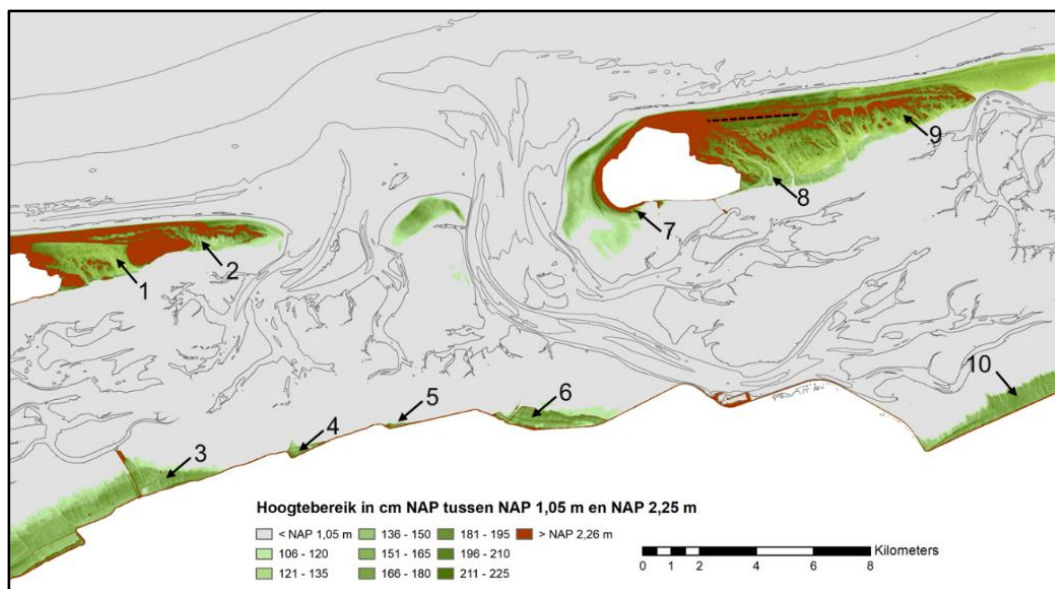 9
8
7
2
1
10
6
5
4
3
Hoogtebereik in cm NAP tussen NAP 1,05 m en NAP 2,25 m
< NAP 1,05 m 136 - 150 181 - 195 > NAP 2,26 m
106 - 120 151 - 165 196 - 210
121 - 135 166 - 180 211 - 225
Kilometers
0 1 2 4 6 8